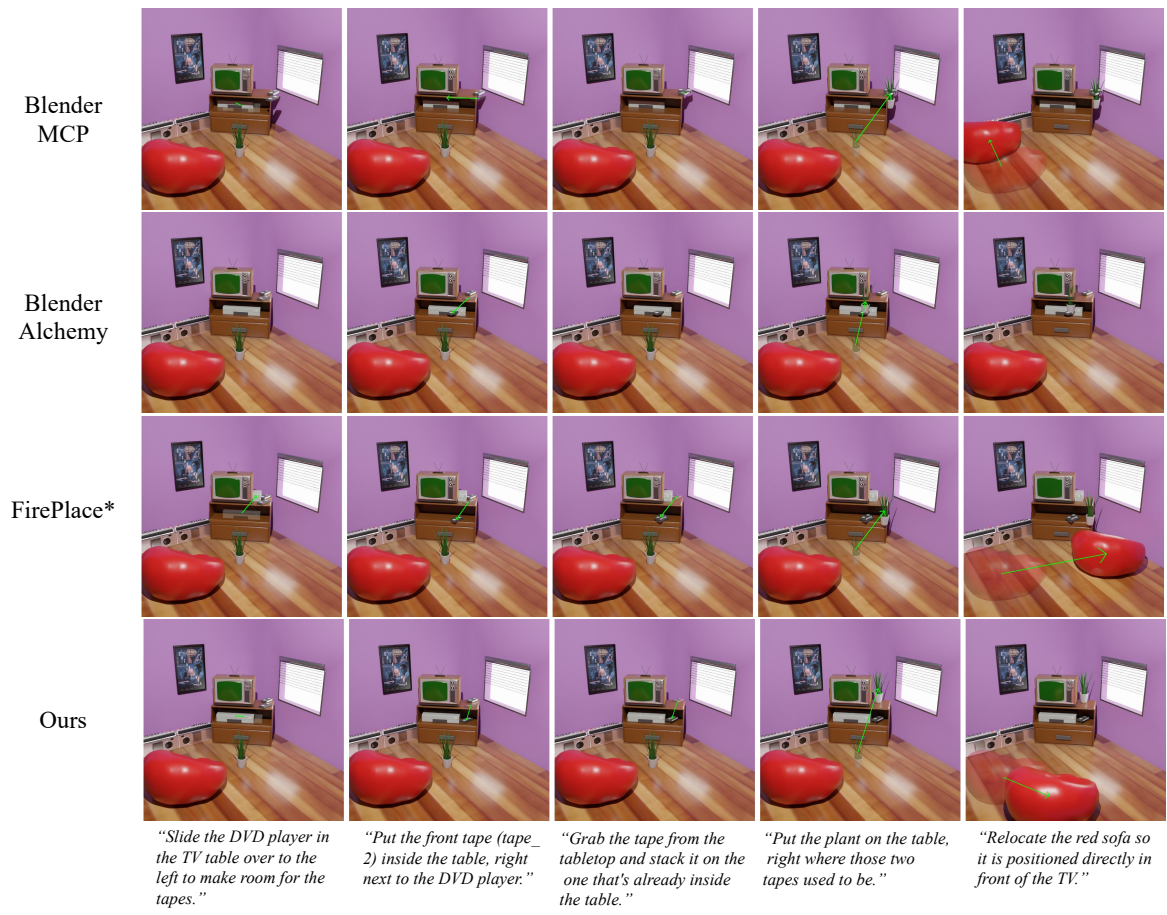 Blender
MCP
Blender
Alchemy
FirePlace*
Ours
“Slide the DVD player in
the TV table over to the
left to make room for the
tapes.”
“Put the front tape (tape_
2) inside the table, right
next to the DVD player.”
“Grab the tape from the
tabletop and stack it on the
one that's already inside
the table.”
“Put the plant on the table,
right where those two
tapes used to be.”
“Relocate the red sofa so
it is positioned directly in
front of the TV.”